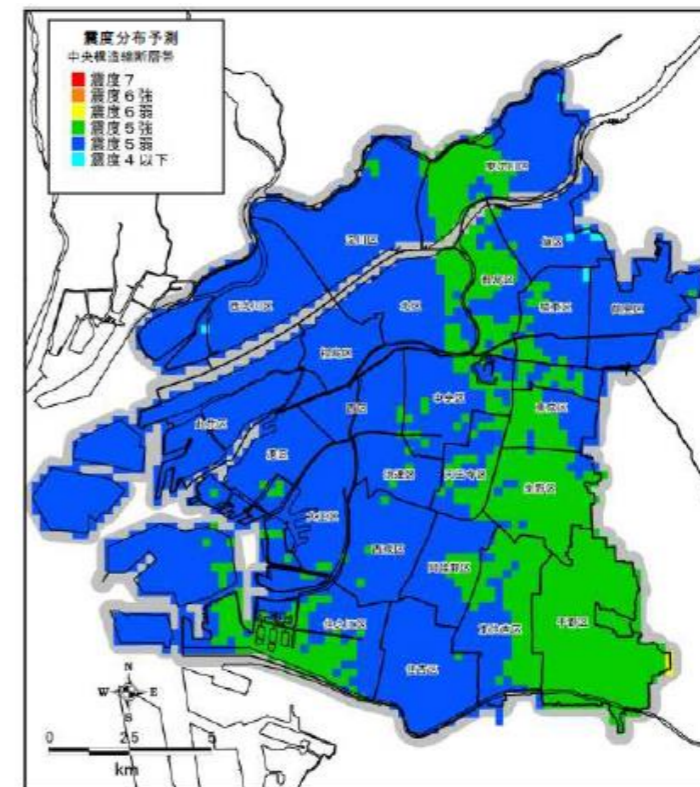 震度分布予測
中央構造線断層帯
震度7
震度6強
震度6弱
震度5強
震度5弱
震度4以下
東淀川区
淀川区
旭区
都島区
西淀川区
北区
城東区
鶴見区
福島区
此花区
西区
中央区
東成区
港区
浪速区
天王寺区
生野区
大正区
西成区
阿倍野区
住之江区
東住吉区
平野区
住吉区
N
W E
S
0 2.5 5
km